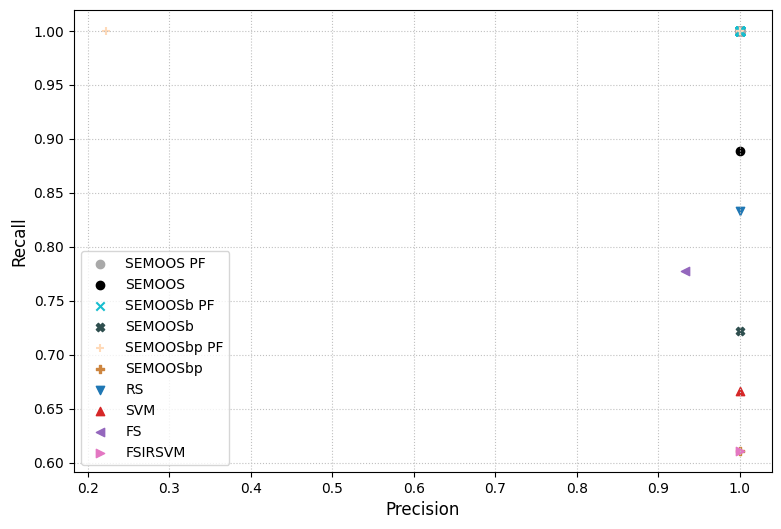 1.00
0.95
0.90
0.85
0.80
0.75
0.70
0.65
0.60
Recall
SEMOOS PF
SEMOOS
SEMOOSb PF
SEMOOSb
SEMOOSbp PF
SEMOOSbp
RS
SVM
FS
FSIRSVM
0.2 0.3 0.4 0.5 0.6 0.7 0.8 0.9 1.0
Precision